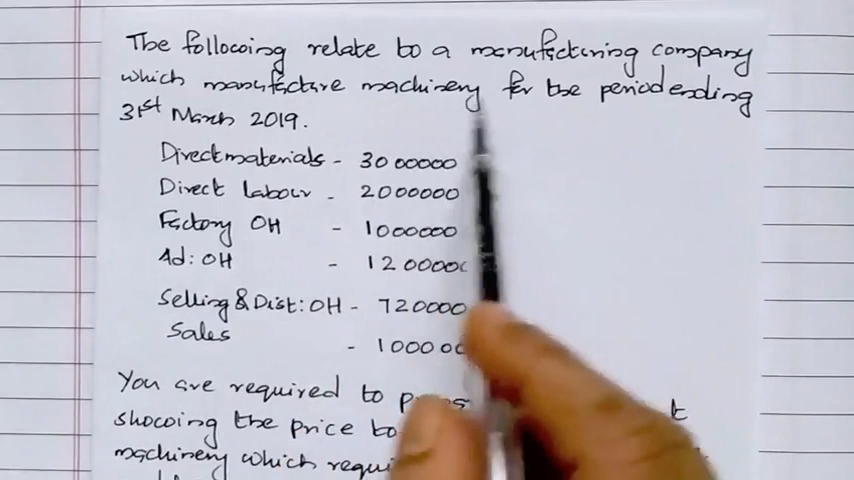 The following relate to a manufacturing company
which manufacture machinery for the period ending
31st March 2019.
Direct materials - 3000000
Direct labour - 2000000
Factory OH - 1000000
Ad: OH - 120000
Selling & Dist: OH - 720000
Sales - 10000
You are required to
showing the price to
machinery which